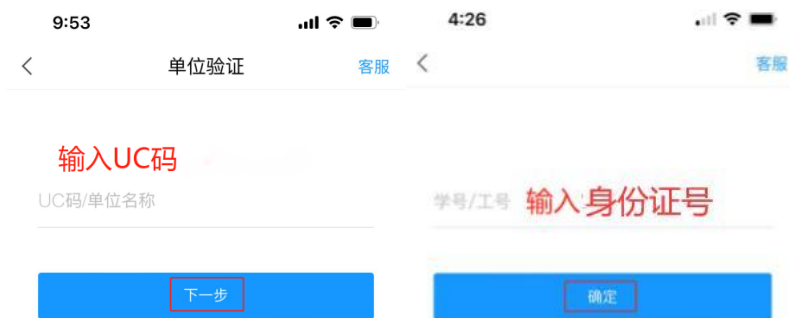 9:53
单位验证
客服
输入UC码
UC码/单位名称
下一步
4:26
客服
学号/工号 输入身份证号
确定